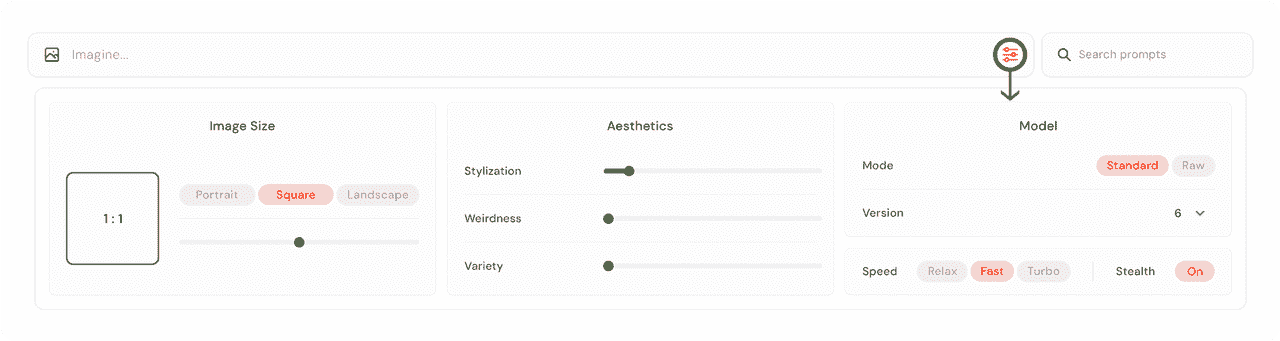 Imagine...
Search prompts
Image Size
1 : 1
Portrait Square Landscape
Aesthetics
Stylization
Weirdness
Variety
Model
Mode Standard Raw
Version 6
Speed Relax Fast Turbo Stealth On